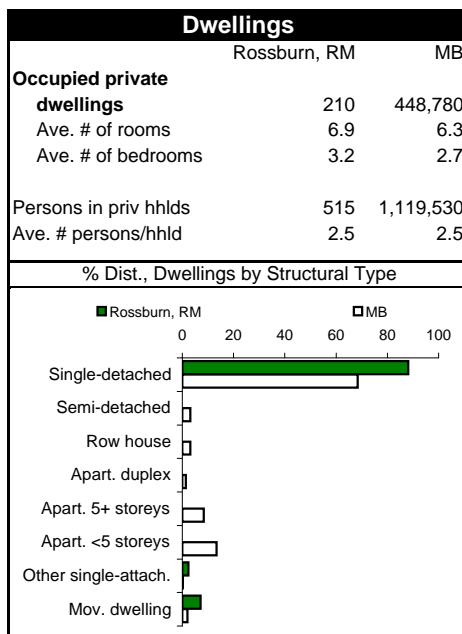 Dwellings
Rossburn, RM MB
Occupied private
dwellings 210 448,780
Ave. # of rooms 6.9 6.3
Ave. # of bedrooms 3.2 2.7
Persons in priv hhlds 515 1,119,530
Ave. # persons/hhld 2.5 2.5
% Dist., Dwellings by Structural Type
Rossburn, RM MB
0 20 40 60 80 100
Single-detached
Semi-detached
Row house
Apart. duplex
Apart. 5+ storeys
Apart. <5 storeys
Other single-attach.
Mov. dwelling